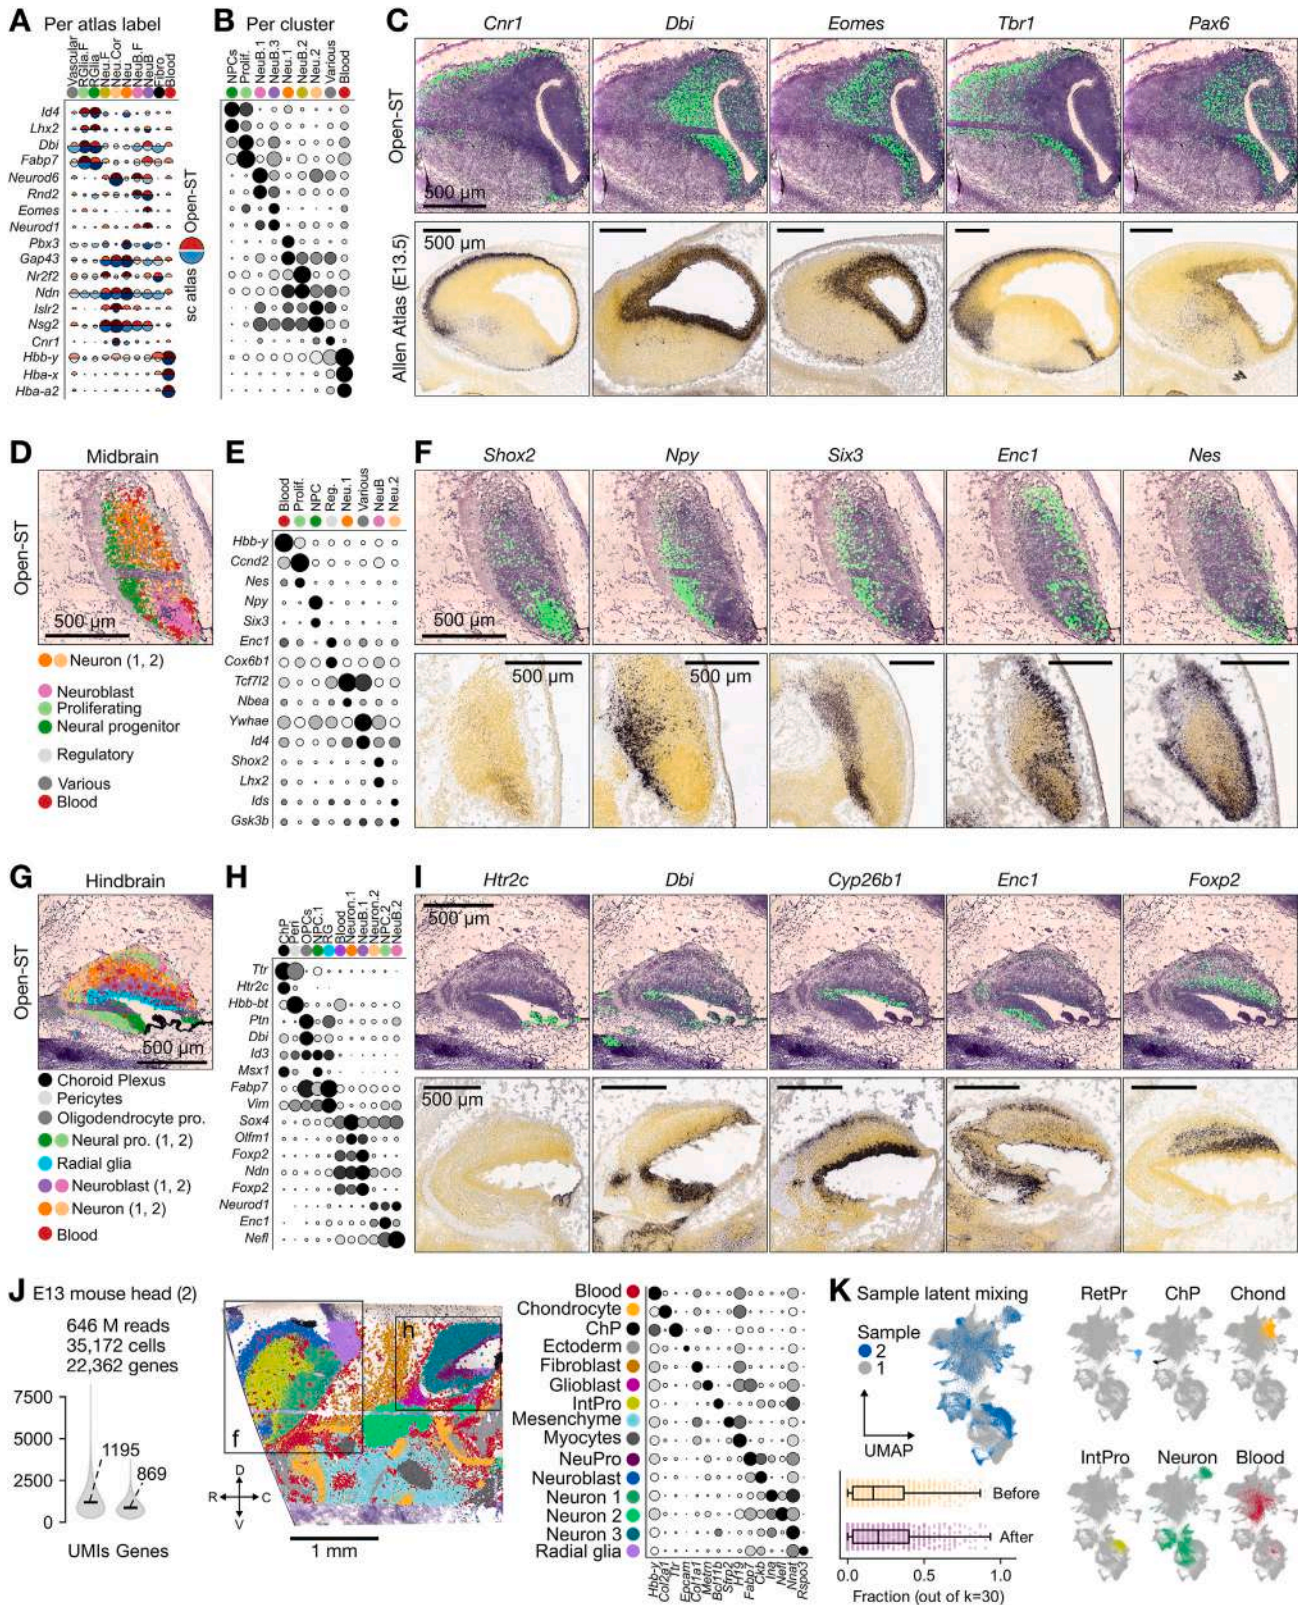 A Per atlas label
Vascular
RGlia.F
RGlia
Neu.F
Neu.Cor
Neu
NeuB.F
NeuB
Fibro
Blood
Id4
Lhx2
Dbi
Fabp7
Neurod6
Rnd2
Eomes
Neurod1
Pbx3
Gap43
Nr2f2
Ndn
Islr2
Nsg2
Cnr1
Hbb-y
Hba-x
Hba-a2
Open-ST
sc atlas
B Per cluster
NPCs
Prolif.
NeuB.1
NeuB.3
Neu.1
NeuB.2
Neu.2
Various
Blood
C Cnr1 Dbi Eomes Tbr1 Pax6
Open-ST
500 µm
Allen Atlas (E13.5)
500 µm
D Midbrain
Open-ST
500 µm
Neuron (1, 2)
Neuroblast
Proliferating
Neural progenitor
Regulatory
Various
Blood
E
Blood
Prolif.
NPC
Reg.
Neu.1
Various
NeuB
Neu.2
Hbb-y
Ccnd2
Nes
Npy
Six3
Enc1
Cox6b1
Tcf7l2
Nbea
Ywhae
Id4
Shox2
Lhx2
Ids
Gsk3b
F Shox2 Npy Six3 Enc1 Nes
500 µm
500 µm 500 µm
G Hindbrain
Open-ST
500 µm
Choroid Plexus
Pericytes
Oligodendrocyte pro.
Neural pro. (1, 2)
Radial glia
Neuroblast (1, 2)
Neuron (1, 2)
Blood
H
ChP
Peri
OPCs
NPC.1
RG
Blood
Neuron.1
NeuB.1
Neuron.2
NPC.2
NeuB.2
Ttr
Htr2c
Hbb-bt
Ptn
Dbi
Id3
Msx1
Fabp7
Vim
Sox4
Olfm1
Foxp2
Ndn
Foxp2
Neurod1
Enc1
Nefl
I Htr2c Dbi Cyp26b1 Enc1 Foxp2
500 µm
500 µm
J E13 mouse head (2)
646 M reads
35,172 cells
22,362 genes
7500
5000
2500
0
1195
869
UMIs Genes
f
h
D
R C
V
1 mm
Blood
Chondrocyte
ChP
Ectoderm
Fibroblast
Glioblast
IntPro
Mesenchyme
Myocytes
NeuPro
Neuroblast
Neuron 1
Neuron 2
Neuron 3
Radial glia
Hbb-y
Col2a1
Ttr
Epcam
Col1a1
Metrn
Bcl11b
Sfrp2
H19
Fabp7
Ckb
Ina
Nefl
Nnat
Rspo3
K Sample latent mixing
Sample
2
1
UMAP
Before
After
0.0 0.5 1.0
Fraction (out of k=30)
RetPr ChP Chond
IntPro Neuron Blood